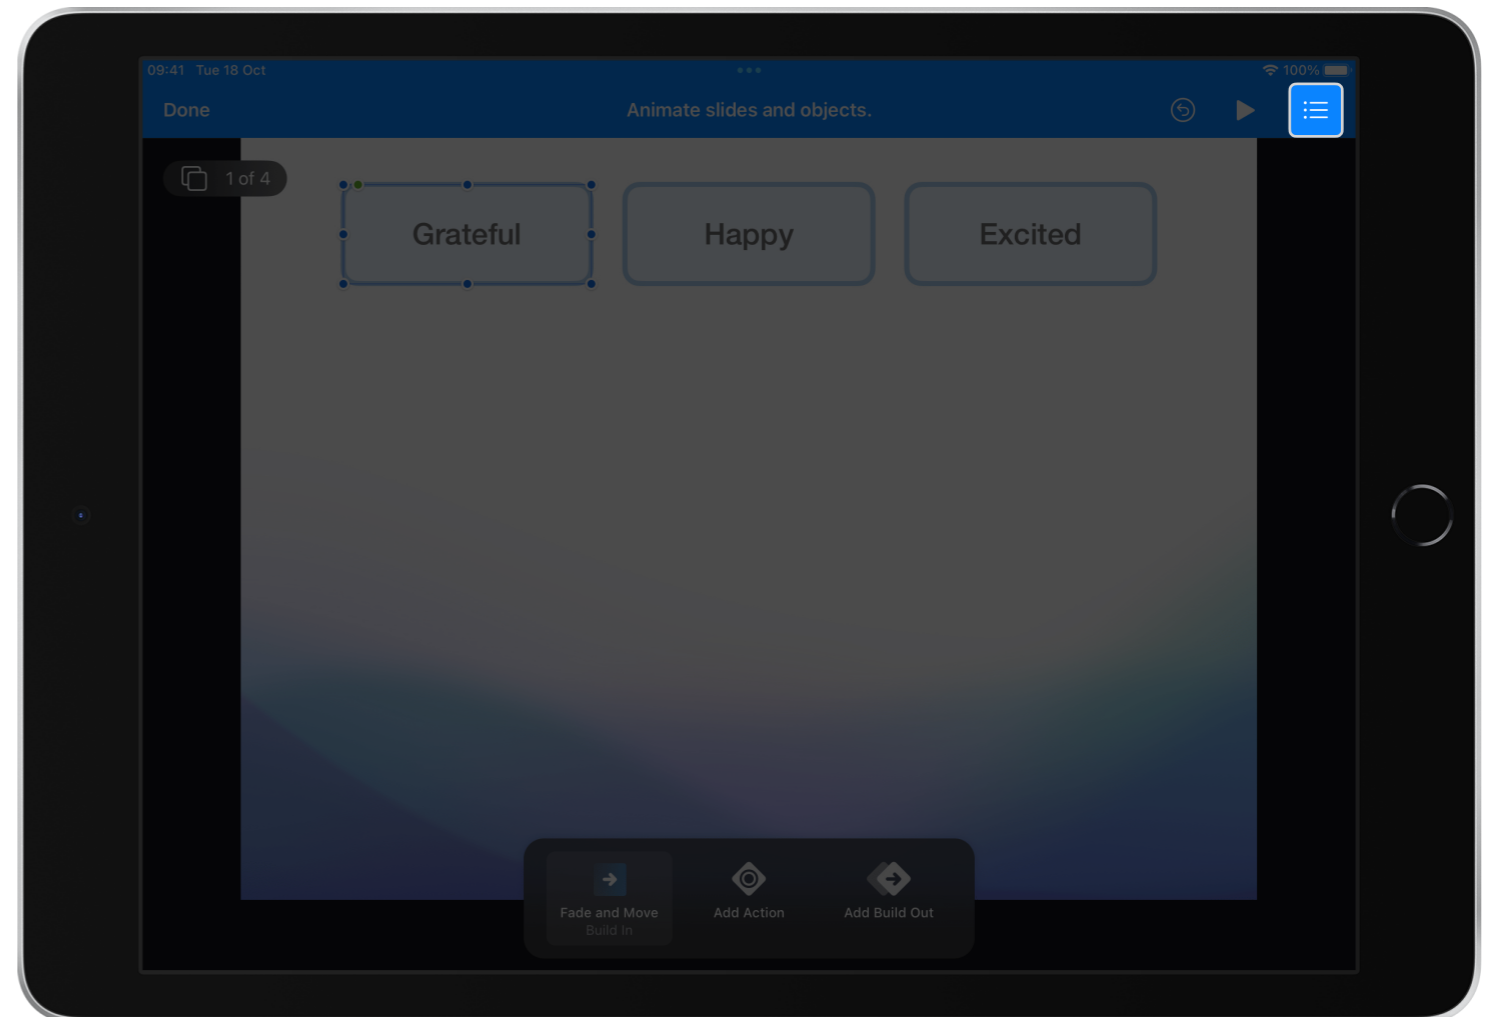 09:41 Tue 18 Oct
100%
Done
Animate slides and objects.
1 of 4
Grateful
Happy
Excited
Fade and Move
Build In
Add Action
Add Build Out